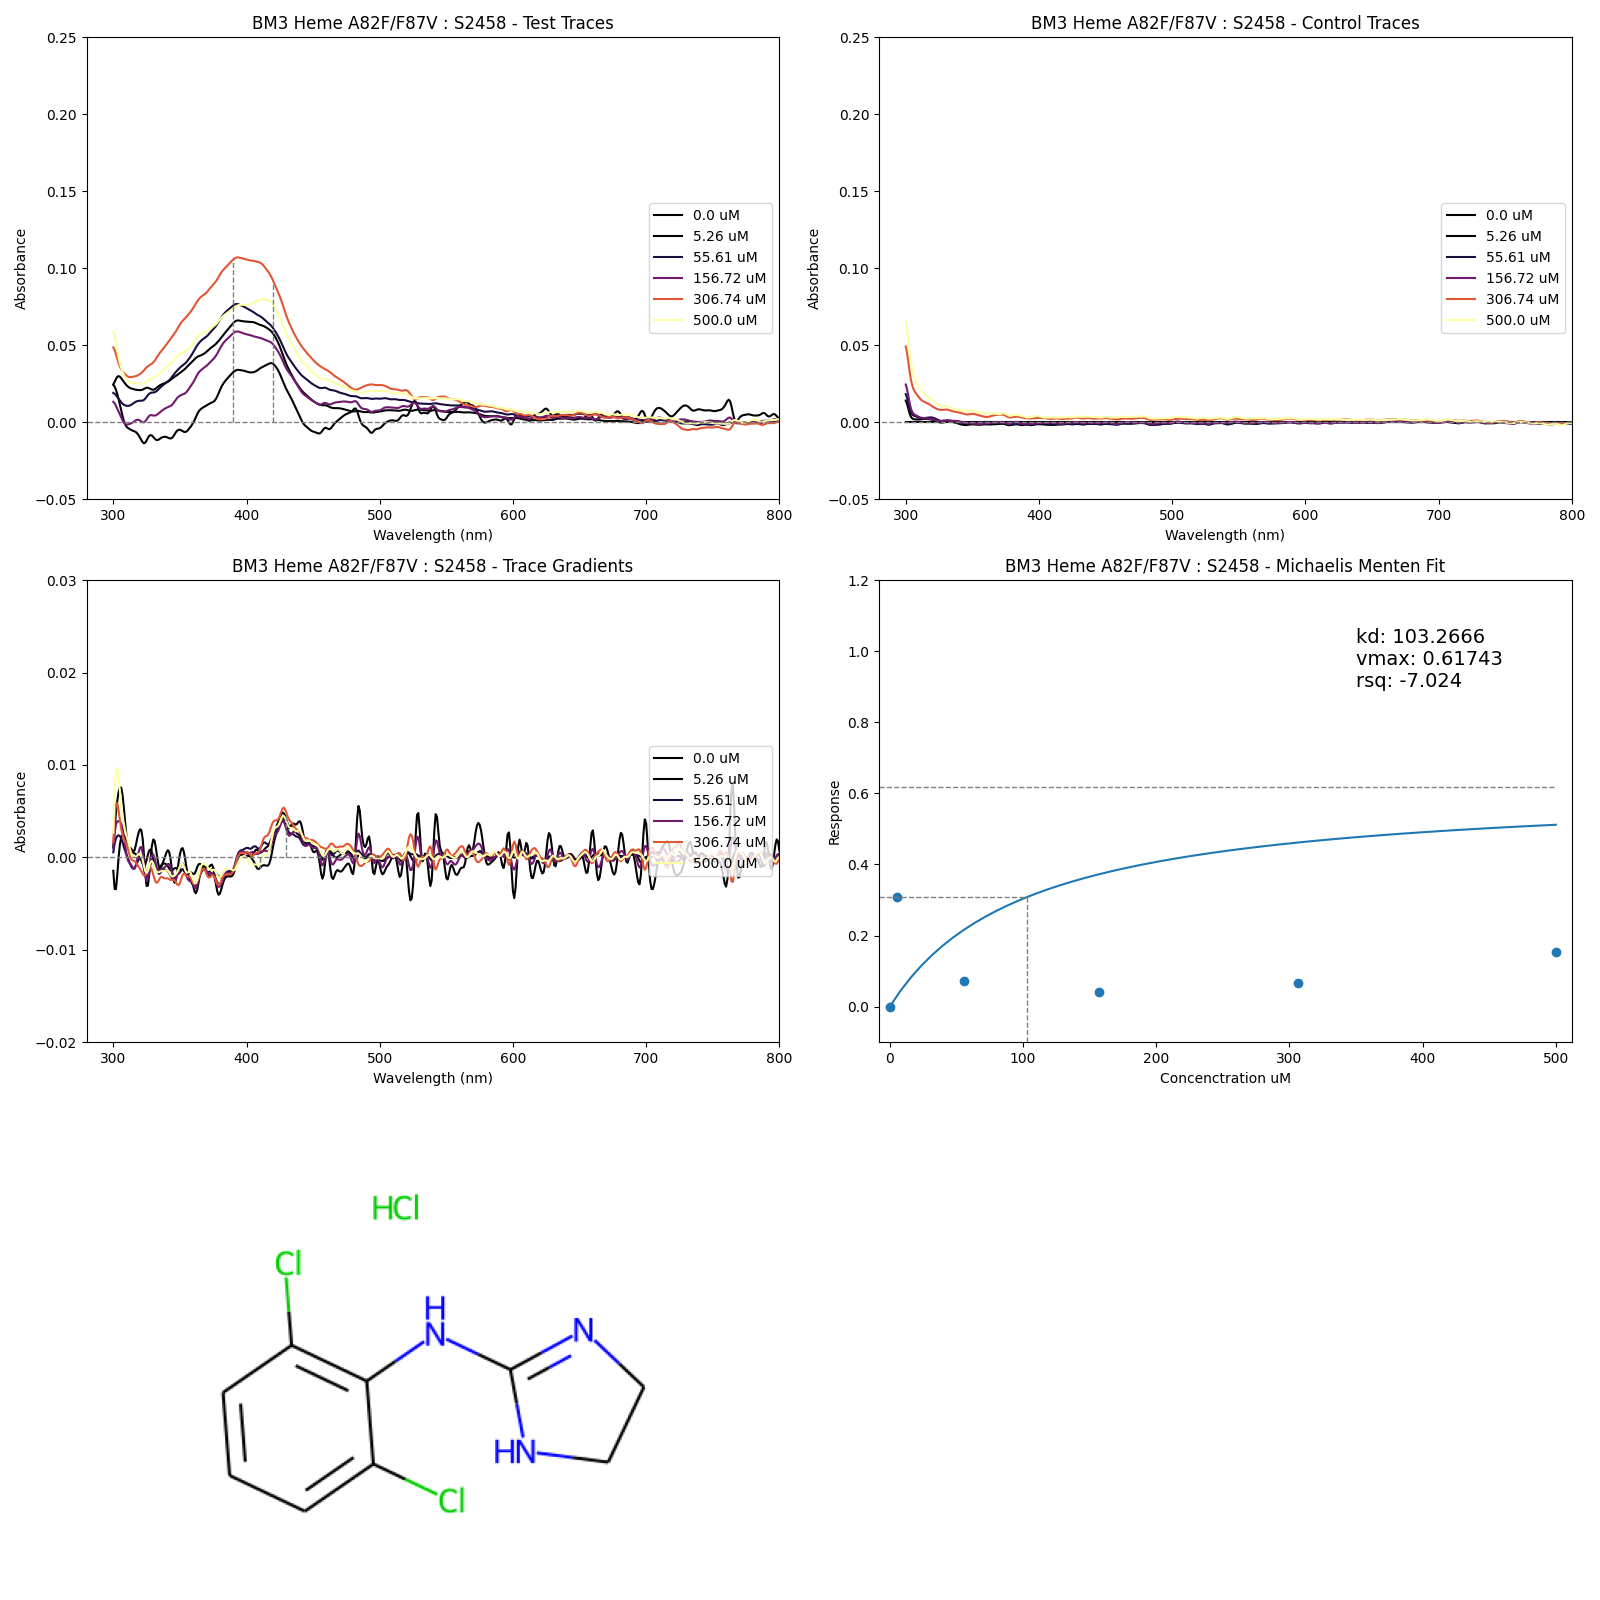 BM3 Heme A82F/F87V : S2458 - Test Traces
0.25
0.20
0.15
0.10
0.05
0.00
−0.05
Absorbance
300
400
500
600
700
800
Wavelength (nm)
0.0 uM
5.26 uM
55.61 uM
156.72 uM
306.74 uM
500.0 uM
BM3 Heme A82F/F87V : S2458 - Control Traces
0.25
0.20
0.15
0.10
0.05
0.00
−0.05
Absorbance
300
400
500
600
700
800
Wavelength (nm)
0.0 uM
5.26 uM
55.61 uM
156.72 uM
306.74 uM
500.0 uM
BM3 Heme A82F/F87V : S2458 - Trace Gradients
0.03
0.02
0.01
0.00
−0.01
−0.02
Absorbance
300
400
500
600
700
800
Wavelength (nm)
0.0 uM
5.26 uM
55.61 uM
156.72 uM
306.74 uM
500.0 uM
BM3 Heme A82F/F87V : S2458 - Michaelis Menten Fit
1.2
1.0
0.8
0.6
0.4
0.2
0.0
Response
kd: 103.2666
vmax: 0.61743
rsq: -7.024
0
100
200
300
400
500
Concenctration uM
HCl
Cl
H
N
N
HN
Cl